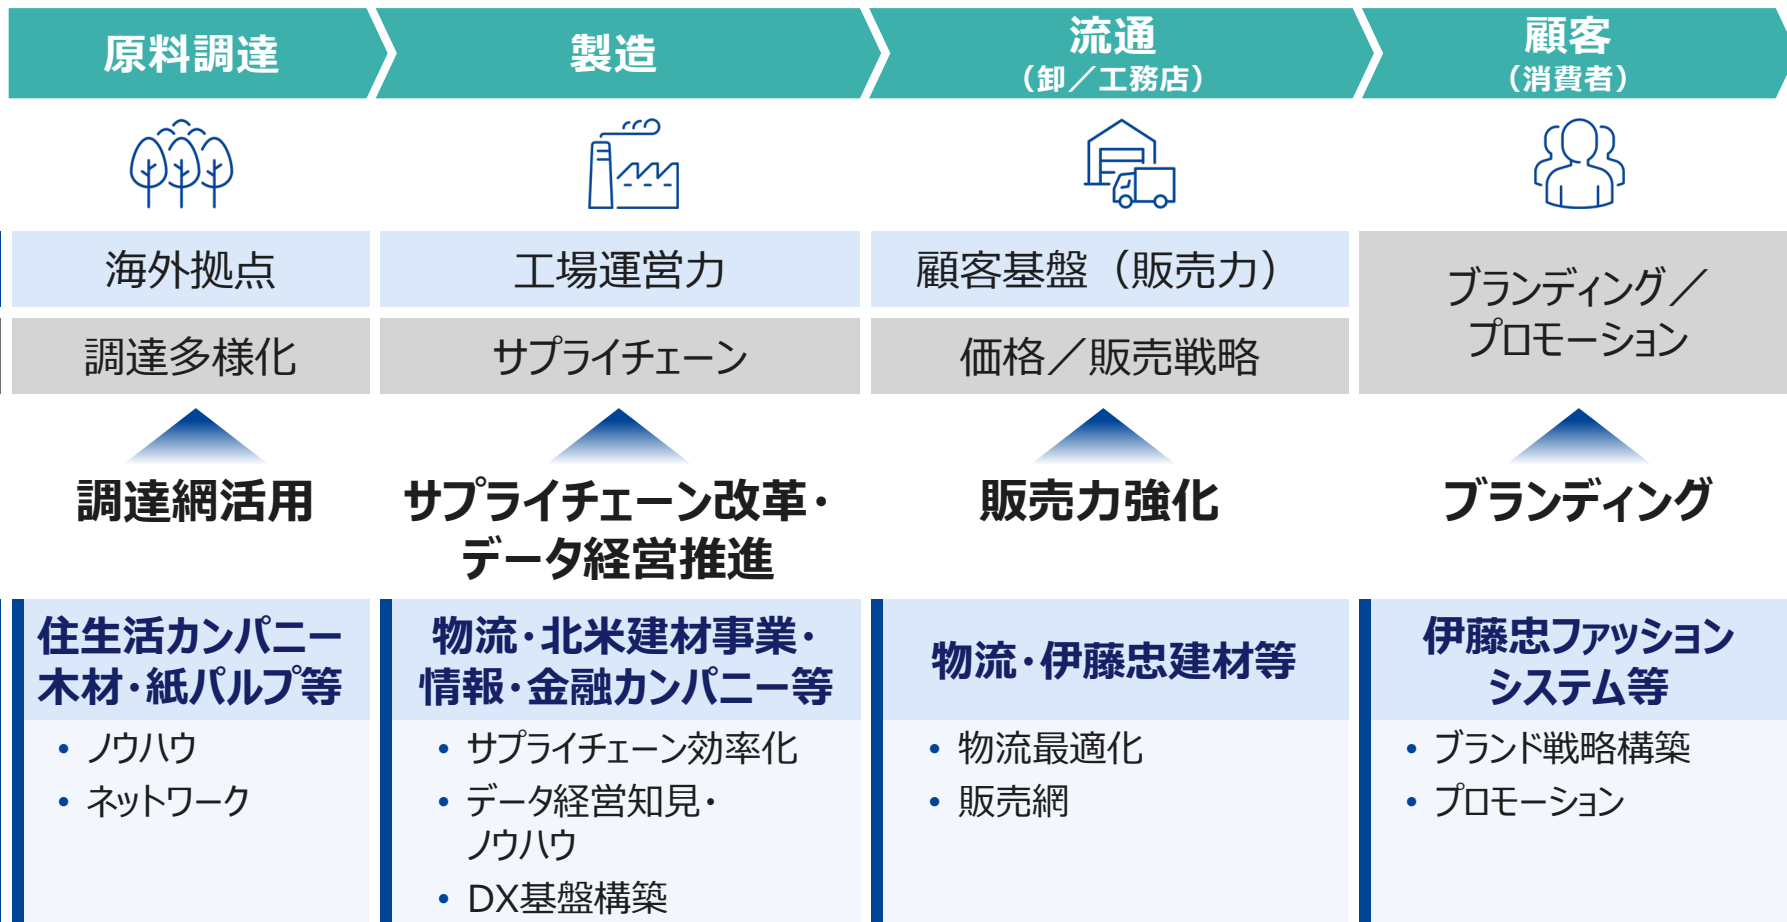 原料調達
製造
流通
（卸／工務店）
顧客
（消費者）
海外拠点
工場運営力
顧客基盤（販売力）
ブランディング／
プロモーション
調達多様化
サプライチェーン
価格／販売戦略
調達網活用
サプライチェーン改革・
データ経営推進
販売力強化
ブランディング
住生活カンパニー
木材・紙パルプ等
物流・北米建材事業・
情報・金融カンパニー等
物流・伊藤忠建材等
伊藤忠ファッション
システム等
• ノウハウ
• ネットワーク
• サプライチェーン効率化
• データ経営知見・
ノウハウ
• DX基盤構築
• 物流最適化
• 販売網
• ブランド戦略構築
• プロモーション